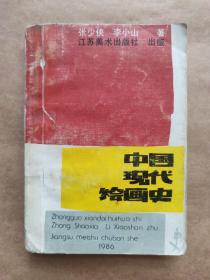 张少侠 李小山 著
江苏美术出版社 出版
中国
现代
绘画史
Zhongguo xiandai huihua shi
Zhang Shaoxia Li Xiaoshan zhu
Jiangsu meishu chuban she
1986